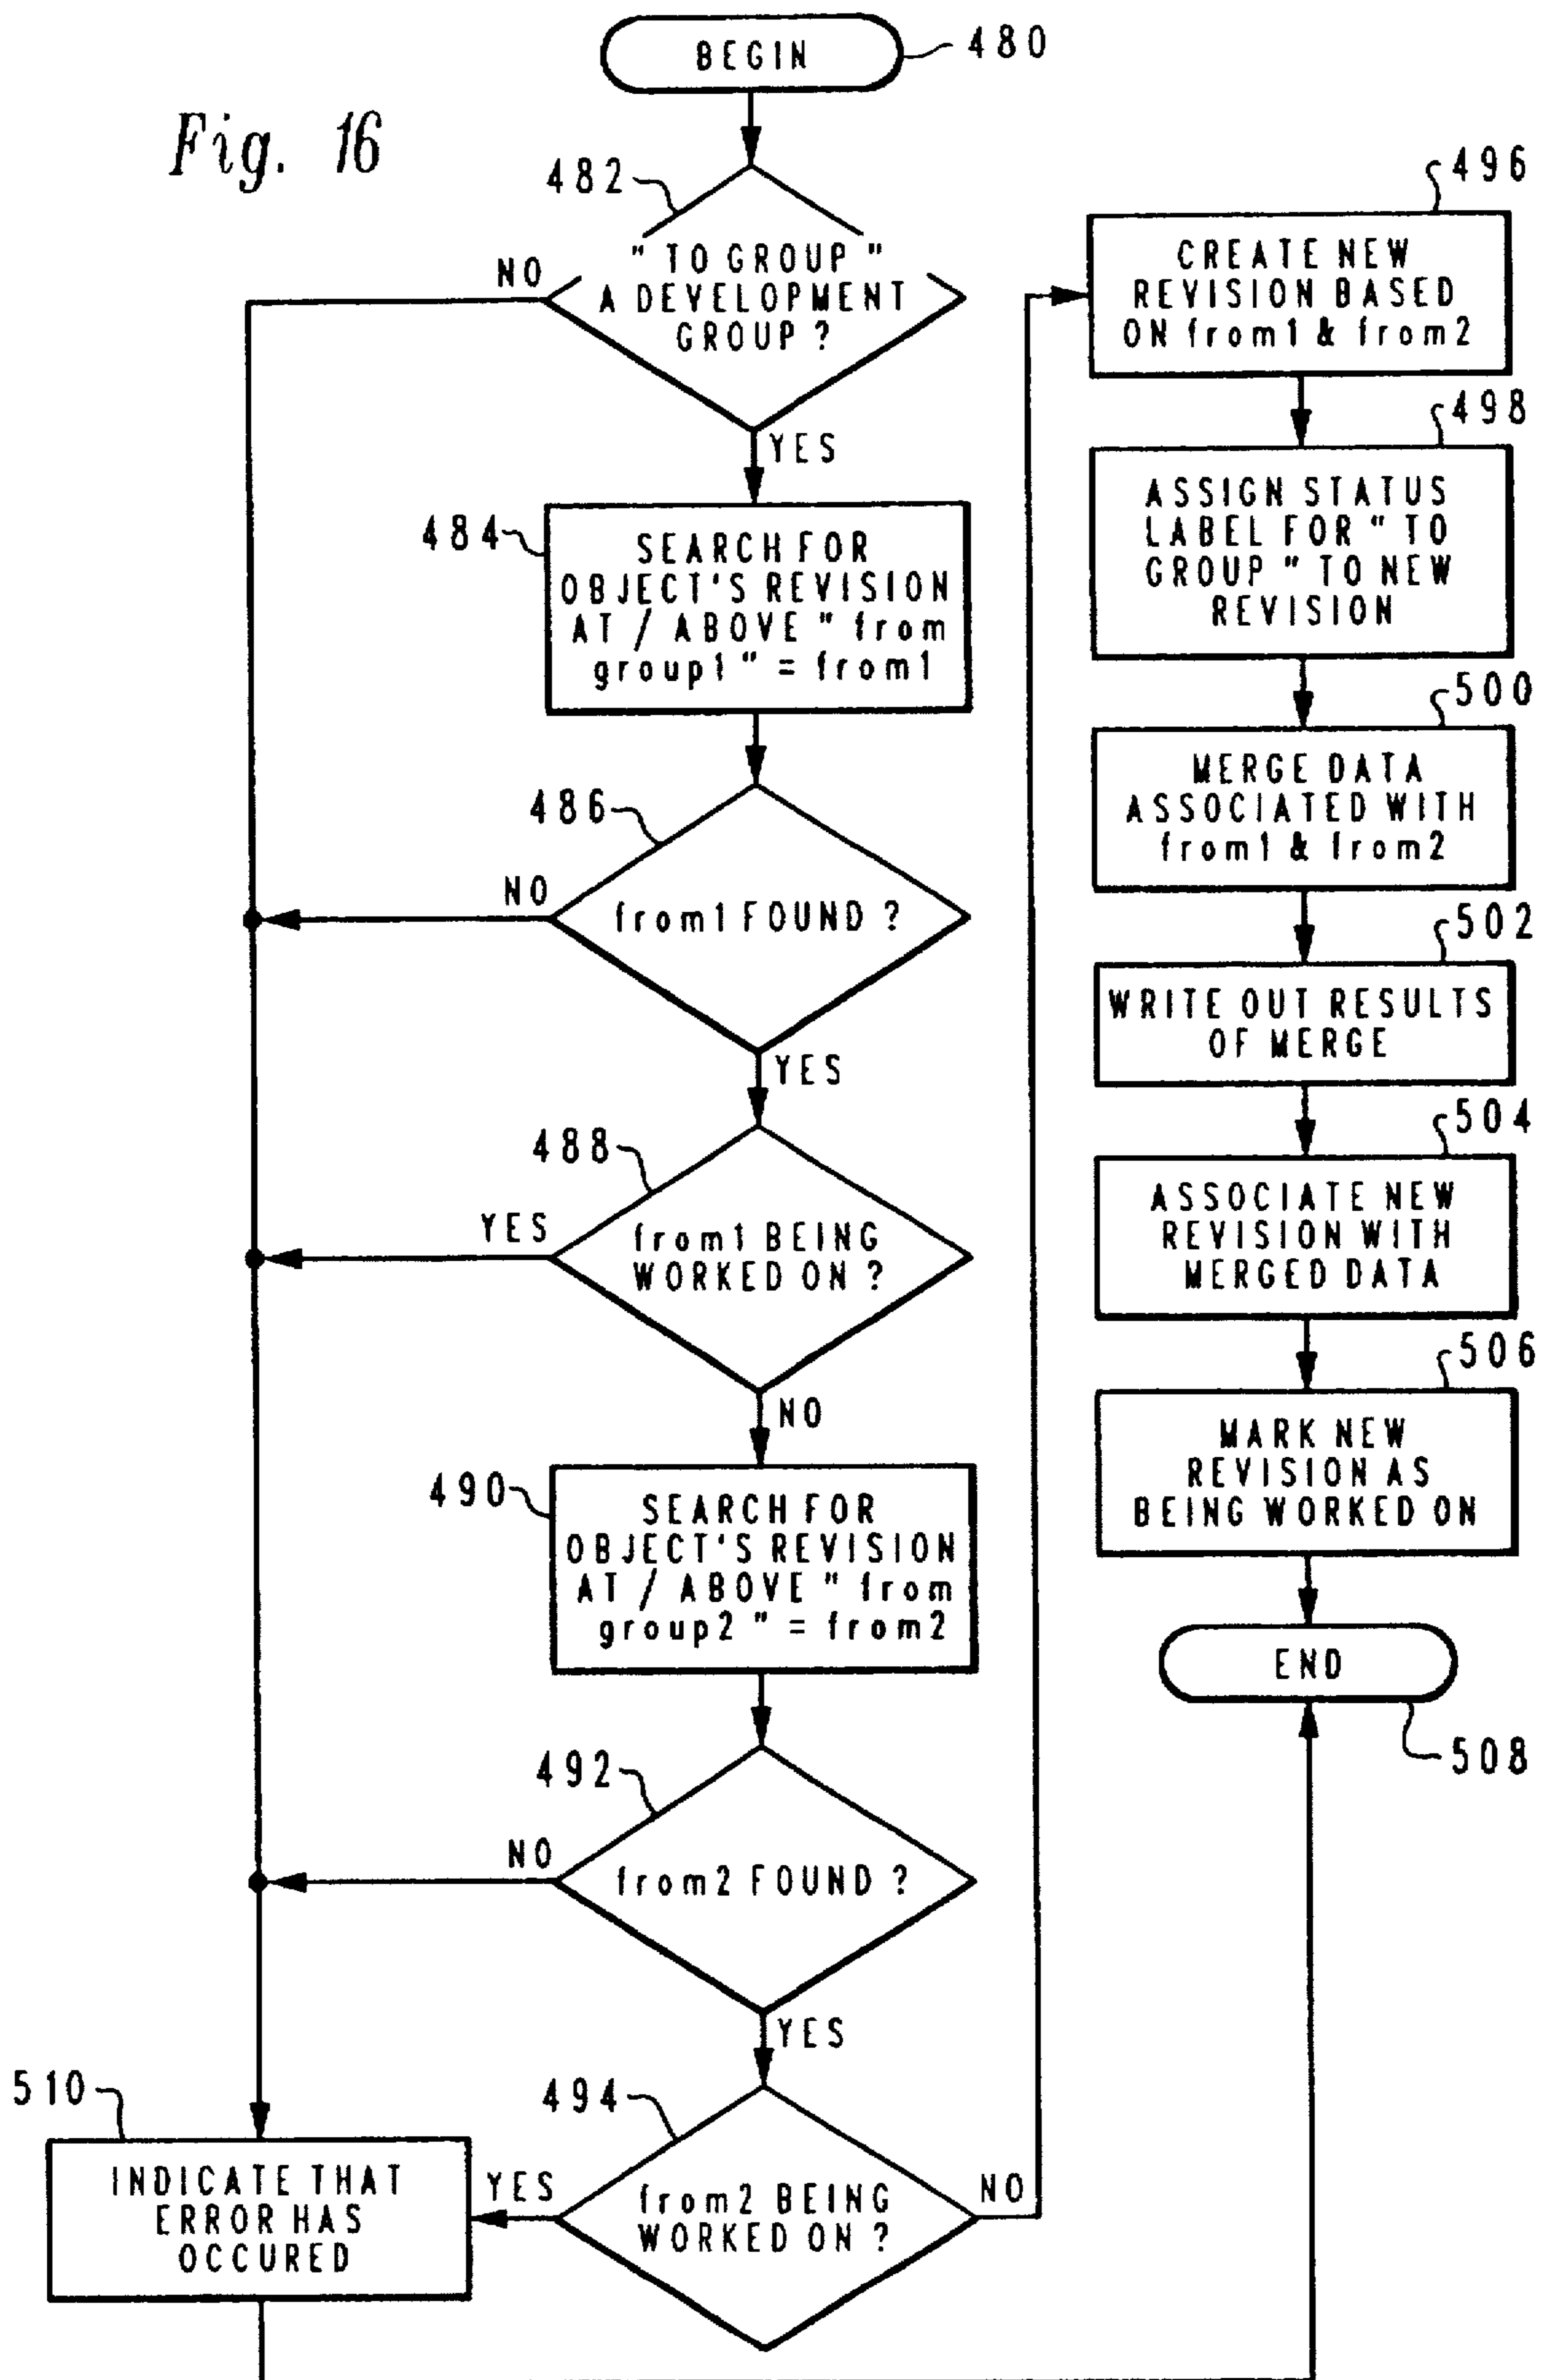 Fig. 16
BEGIN
480
482
" TO GROUP "
A DEVELOPMENT
GROUP ?
NO
YES
484
SEARCH FOR
OBJECT'S REVISION
AT / ABOVE " from
group1 " = from1
486
from1 FOUND ?
NO
YES
488
from1 BEING
WORKED ON ?
YES
NO
490
SEARCH FOR
OBJECT'S REVISION
AT / ABOVE " from
group2 " = from2
492
from2 FOUND ?
NO
YES
494
from2 BEING
WORKED ON ?
YES
NO
510
INDICATE THAT
ERROR HAS
OCCURED
496
CREATE NEW
REVISION BASED
ON from1 & from2
498
ASSIGN STATUS
LABEL FOR " TO
GROUP " TO NEW
REVISION
500
MERGE DATA
ASSOCIATED WITH
from1 & from2
502
WRITE OUT RESULTS
OF MERGE
504
ASSOCIATE NEW
REVISION WITH
MERGED DATA
506
MARK NEW
REVISION AS
BEING WORKED ON
END
508